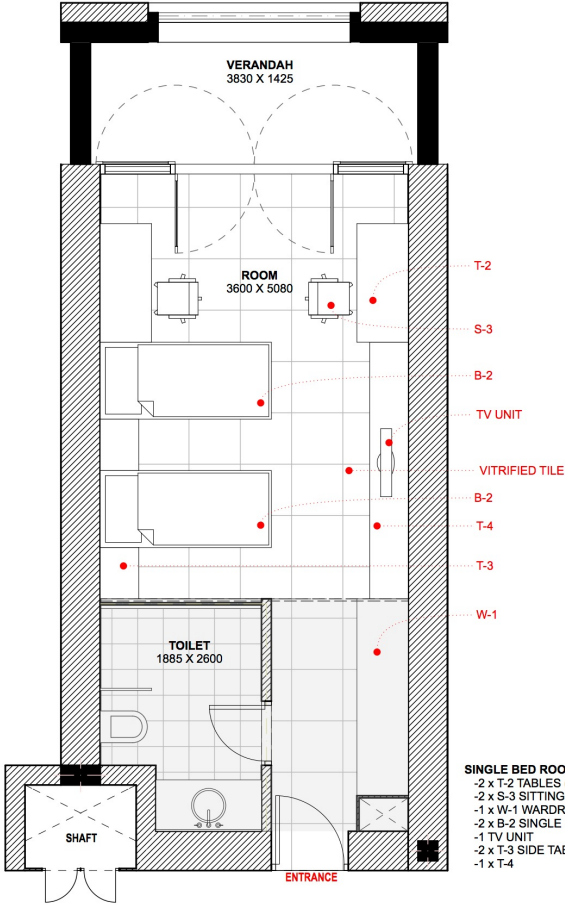 VERANDAH
3830 X 1425
ROOM
3600 X 5080
T-2
S-3
B-2
TV UNIT
VITRIFIED TILE
B-2
T-4
T-3
W-1
TOILET
1885 X 2600
SHAFT
ENTRANCE
SINGLE BED ROO
-2 x T-2 TABLES
-2 x S-3 SITTING
-1 x W-1 WARDR
-2 x B-2 SINGLE
-1 TV UNIT
-2 x T-3 SIDE TAB
-1 x T-4